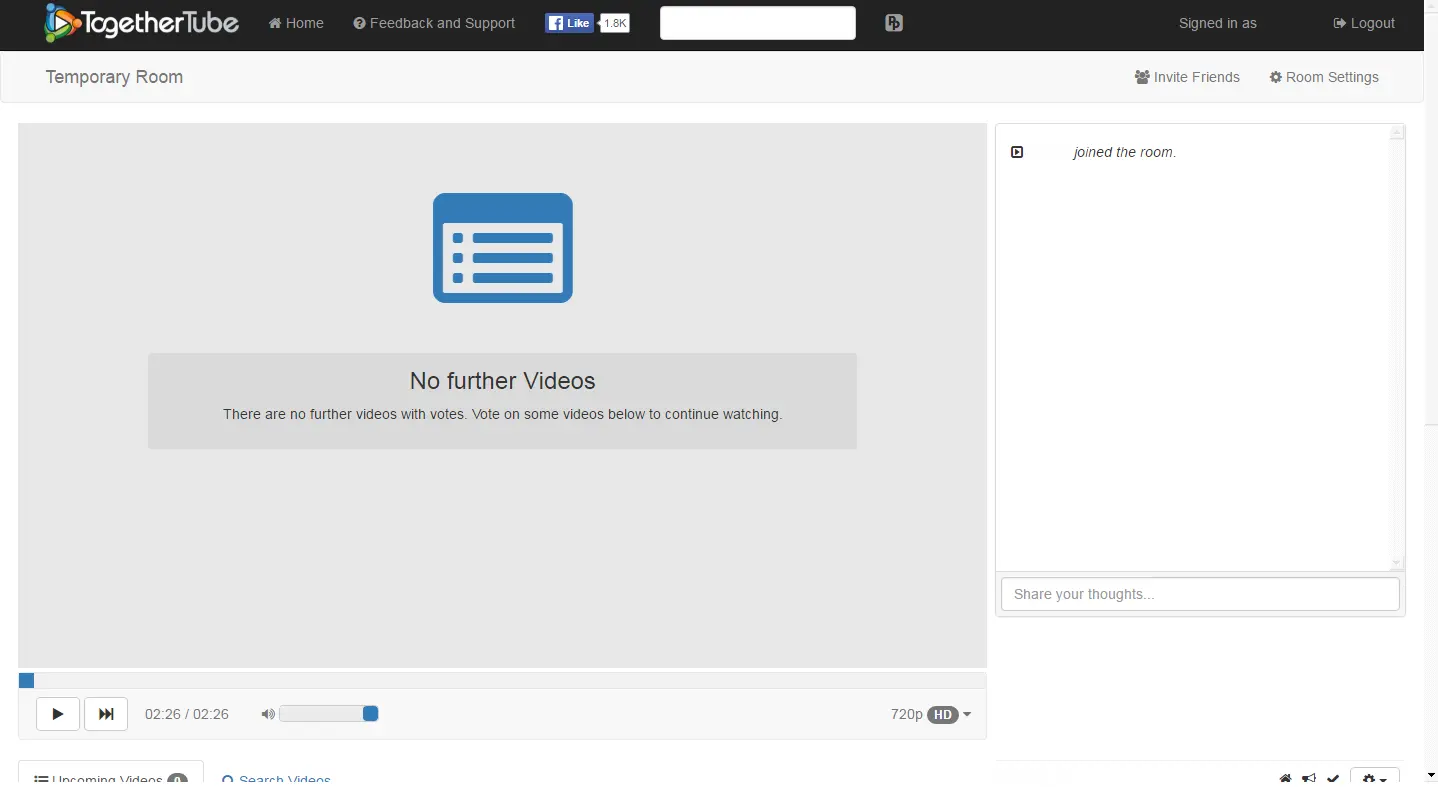 TogetherTube Home Feedback and Support Like 1.8K Signed in as Logout
Temporary Room Invite Friends Room Settings
joined the room.
No further Videos
There are no further videos with votes. Vote on some videos below to continue watching.
Share your thoughts...
02:26 / 02:26 720p HD
Upcoming Videos 0 Search Videos